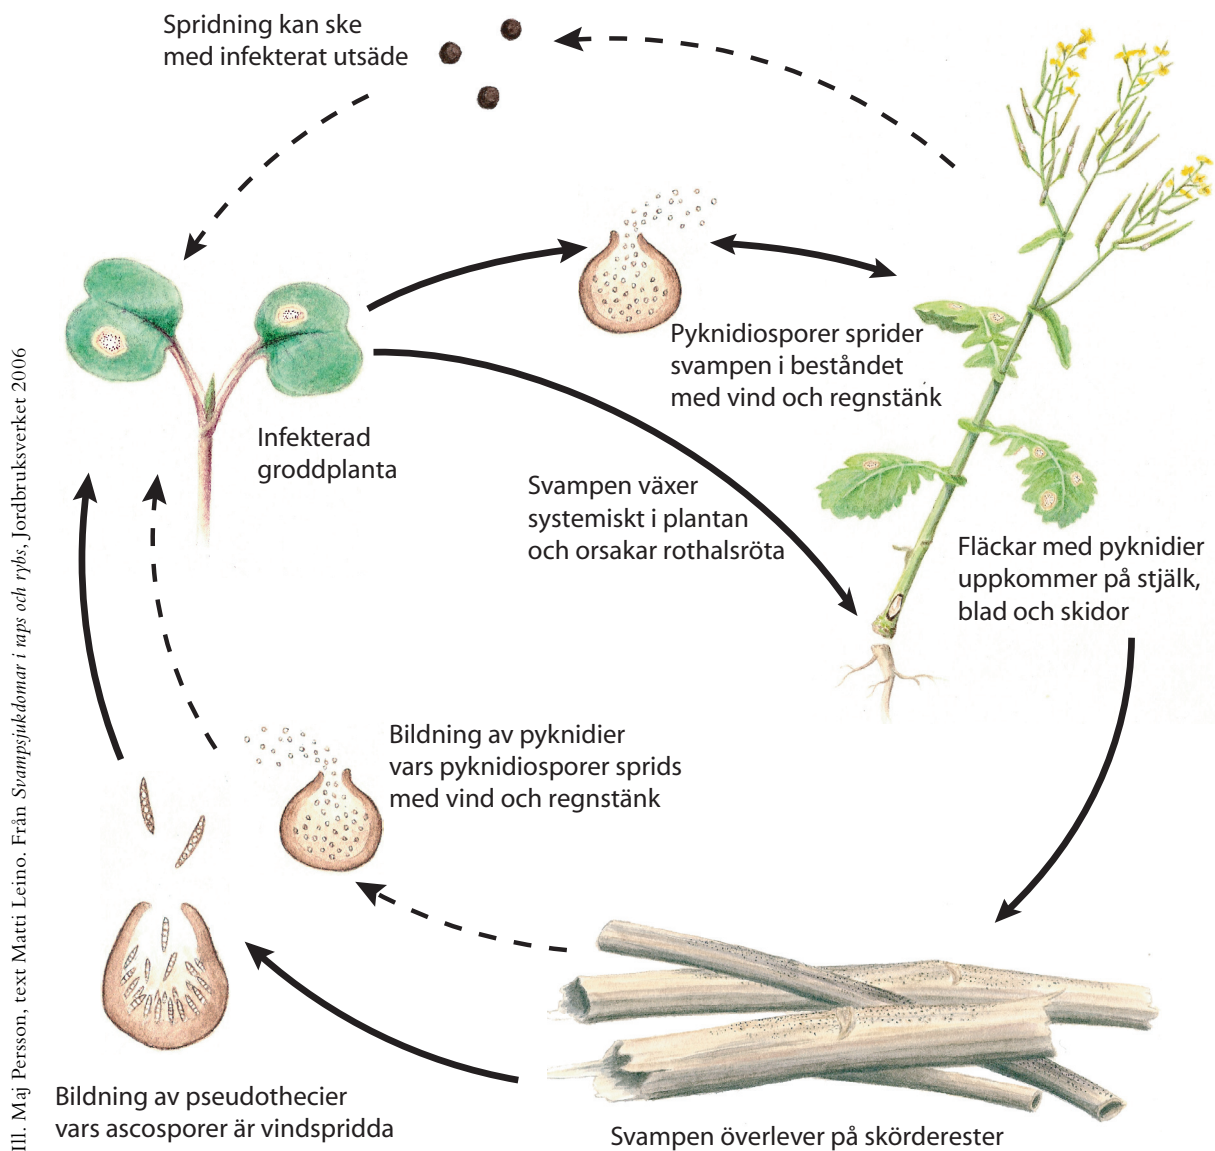 Spridning kan ske
med infekterat utsäde
Pyknidiosporer sprider
svampen i beståndet
med vind och regnstänk
Infekterad
groddplanta
Svampen växer
systemiskt i plantan
och orsakar rothalsröta
Fläckar med pyknidier
uppkommer på stjälk,
blad och skidor
Bildning av pyknidier
vars pyknidiosporer sprids
med vind och regnstänk
Bildning av pseudothecier
vars ascosporer är vindspridda
Svampen överlever på skörderester
Ill. Maj Persson, text Matti Leino. Från Svampsjukdomar i raps och rybs, Jordbruksverket 2006